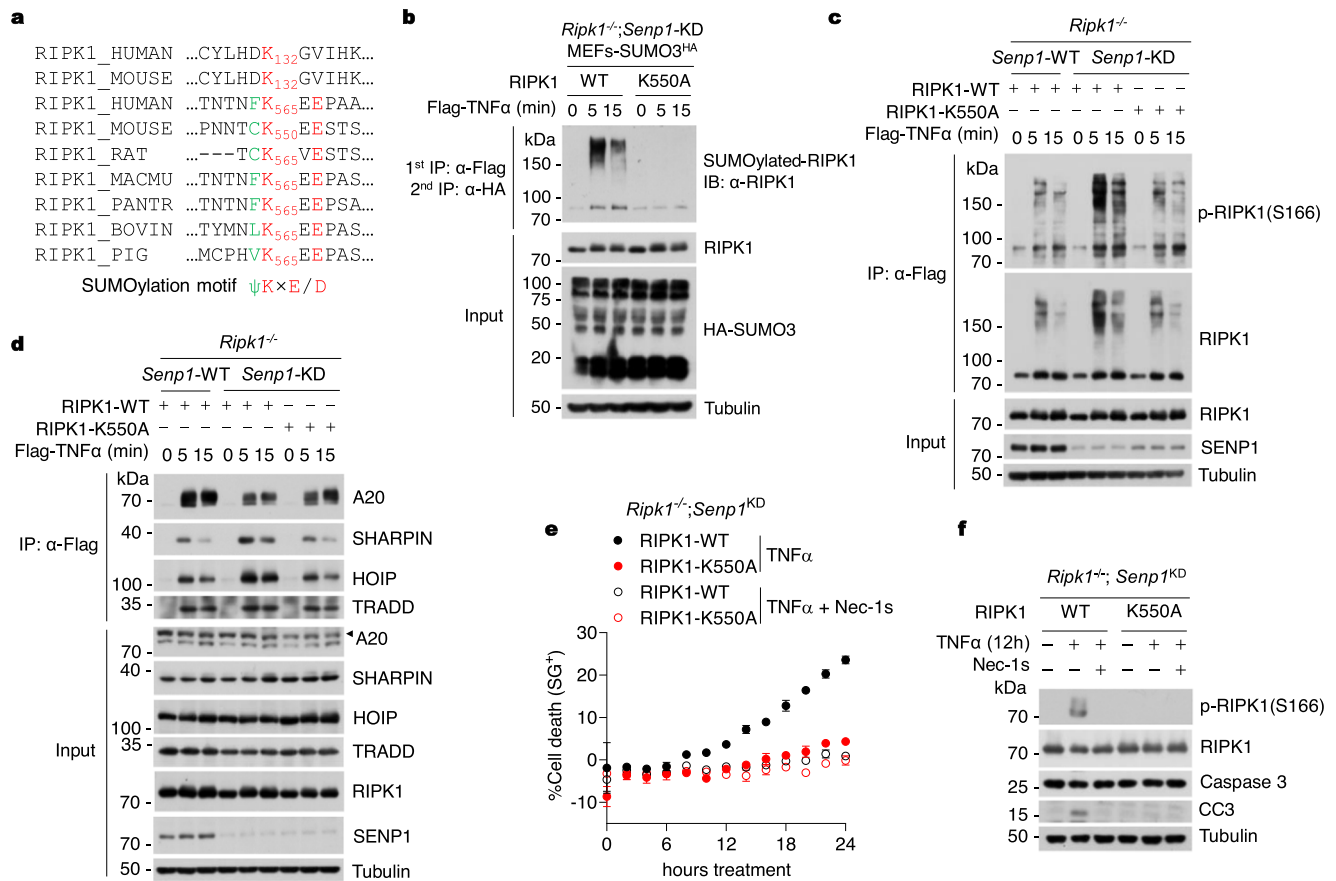 a
RIPK1_HUMAN ...CYLHDK132GVIHK...
RIPK1_MOUSE ...CYLHDK132GVIHK...
RIPK1_HUMAN ...TNTNFK565EEPAA...
RIPK1_MOUSE ...PNNTCK550EESTS...
RIPK1_RAT ...---TCK565VESTS...
RIPK1_MACMU ...TNTNFK565EEPAS...
RIPK1_PANTR ...TNTNFK565EEPSA...
RIPK1_BOVIN ...TYMNLK565EEPAS...
RIPK1_PIG ...MCPHVK565EEPAS...
SUMOylation motif ψK×E/D
b
Ripk1-/-;Senp1-KD
MEFs-SUMO3HA
RIPK1 WT K550A
Flag-TNFα (min) 0 5 15 0 5 15
kDa
1st IP: α-Flag
2nd IP: α-HA
150
100
70
SUMOylated-RIPK1
IB: α-RIPK1
Input
70
RIPK1
100
75
50
20
HA-SUMO3
50
Tubulin
c
Ripk1-/-
Senp1-WT Senp1-KD
RIPK1-WT + + + + + + – – –
RIPK1-K550A – – – – – – + + +
Flag-TNFα (min) 0 5 15 0 5 15 0 5 15
kDa
IP: α-Flag
150
100
70
p-RIPK1(S166)
150
100
70
RIPK1
Input
70
RIPK1
70
SENP1
50
Tubulin
d
Ripk1-/-
Senp1-WT Senp1-KD
RIPK1-WT + + + + + + – – –
RIPK1-K550A – – – – – – + + +
Flag-TNFα (min) 0 5 15 0 5 15 0 5 15
kDa
IP: α-Flag
70
A20
40
SHARPIN
100
HOIP
35
TRADD
Input
70
A20
40
SHARPIN
100
HOIP
35
TRADD
70
RIPK1
70
SENP1
50
Tubulin
e
Ripk1-/-;Senp1KD
RIPK1-WT
RIPK1-K550A
TNFα
RIPK1-WT
RIPK1-K550A
TNFα + Nec-1s
%Cell death (SG+)
30
20
10
0
-10
0 6 12 18 24
hours treatment
f
Ripk1-/-; Senp1KD
RIPK1 WT K550A
TNFα (12h) – + + – + +
Nec-1s – – + – – +
kDa
70
p-RIPK1(S166)
70
RIPK1
25
Caspase 3
15
CC3
50
Tubulin